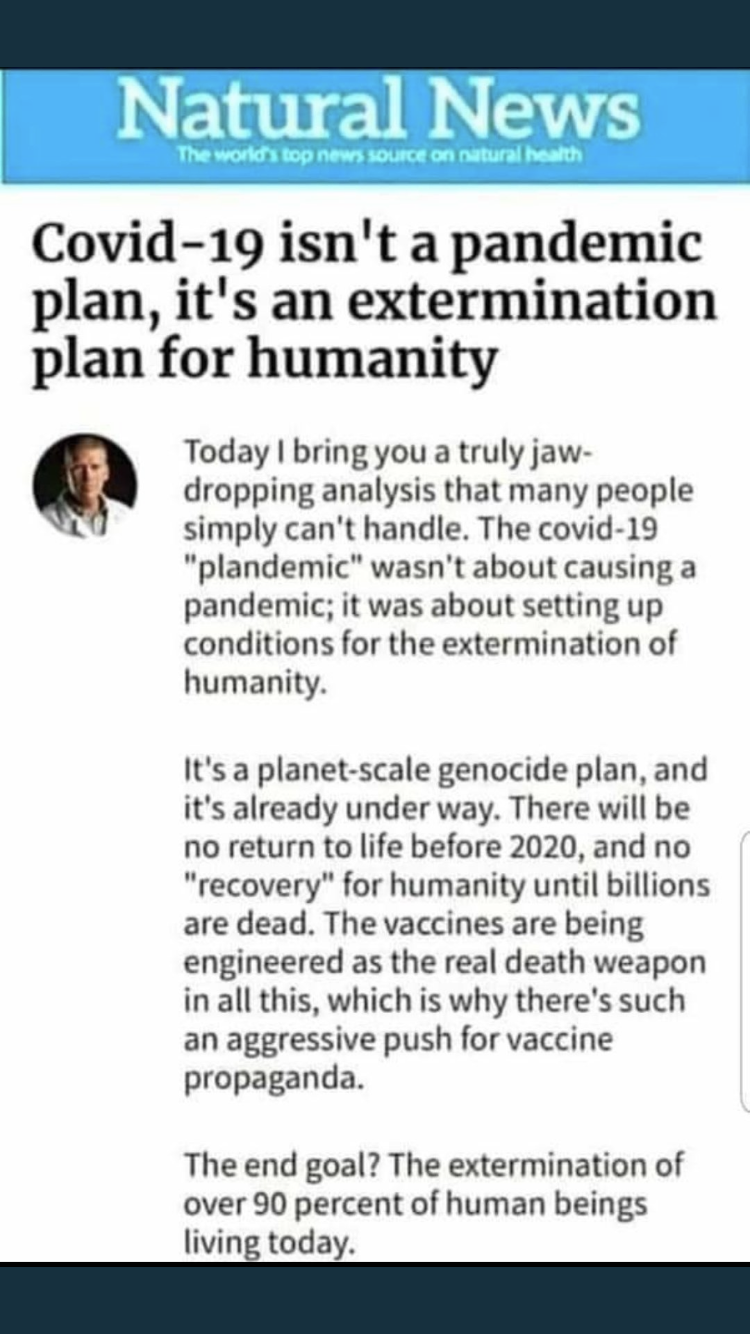 Natural News
The world's top news source on natural health
Covid-19 isn't a pandemic
plan, it's an extermination
plan for humanity
Today I bring you a truly jaw-
dropping analysis that many people
simply can't handle. The covid-19
"plandemic" wasn't about causing a
pandemic; it was about setting up
conditions for the extermination of
humanity.
It's a planet-scale genocide plan, and
it's already under way. There will be
no return to life before 2020, and no
"recovery" for humanity until billions
are dead. The vaccines are being
engineered as the real death weapon
in all this, which is why there's such
an aggressive push for vaccine
propaganda.
The end goal? The extermination of
over 90 percent of human beings
living today.